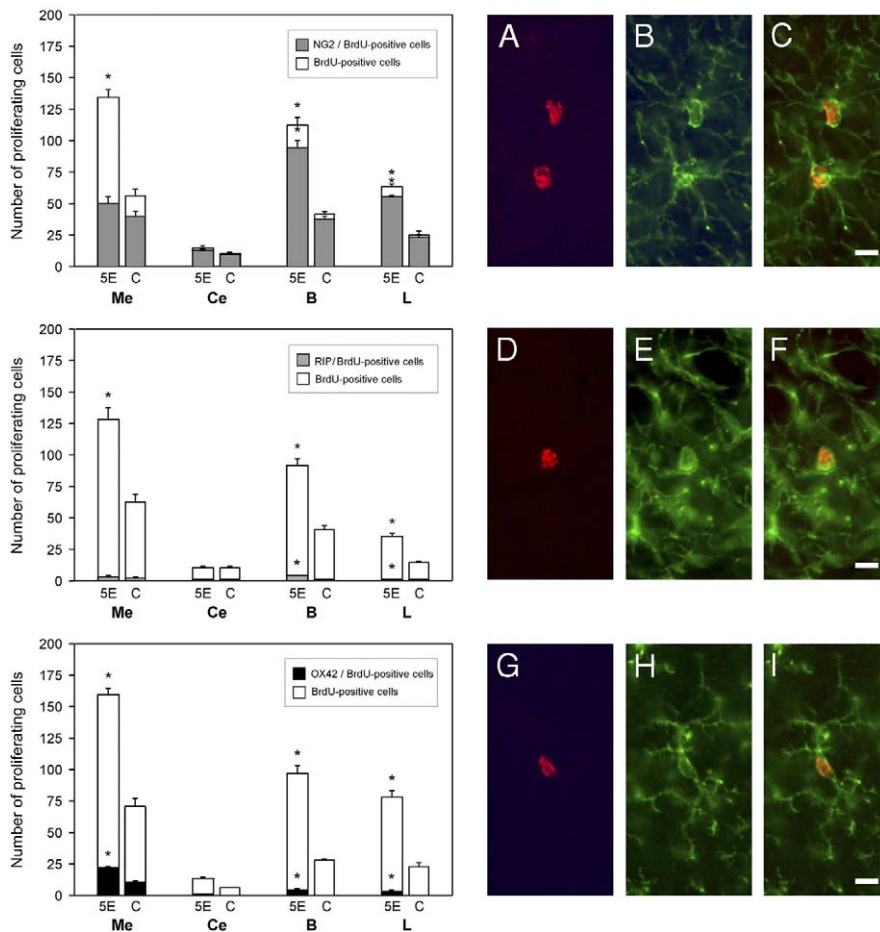 200
175
150
125
100
75
50
25
0
Number of proliferating cells
NG2 / BrdU-positive cells
BrdU-positive cells
*
*
*
*
*
5E C 5E C 5E C 5E C
Me Ce B L
A B C
200
175
150
125
100
75
50
25
0
Number of proliferating cells
RIP/BrdU-positive cells
BrdU-positive cells
*
*
*
*
*
5E C 5E C 5E C 5E C
Me Ce B L
D E F
200
175
150
125
100
75
50
25
0
Number of proliferating cells
OX42 / BrdU-positive cells
BrdU-positive cells
*
*
*
*
*
*
5E C 5E C 5E C 5E C
Me Ce B L
G H I